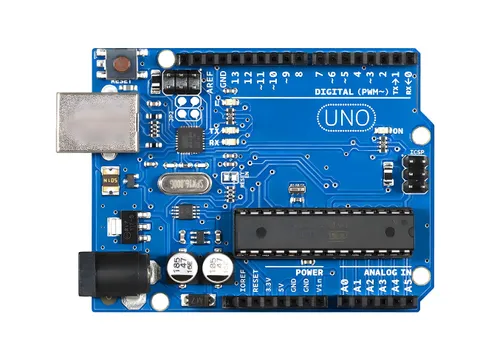 RESET
AREF
GND
13
12
~11
~10
~9
8
7
~6
~5
4
~3
2
TX→1
RX←0
DIGITAL (PWM~)
UNO
TX
RX
ON
ICSP
IOREF
RESET
3.3V
5V
GND
GND
Vin
POWER
ANALOG IN
A0
A1
A2
A3
A4
A5